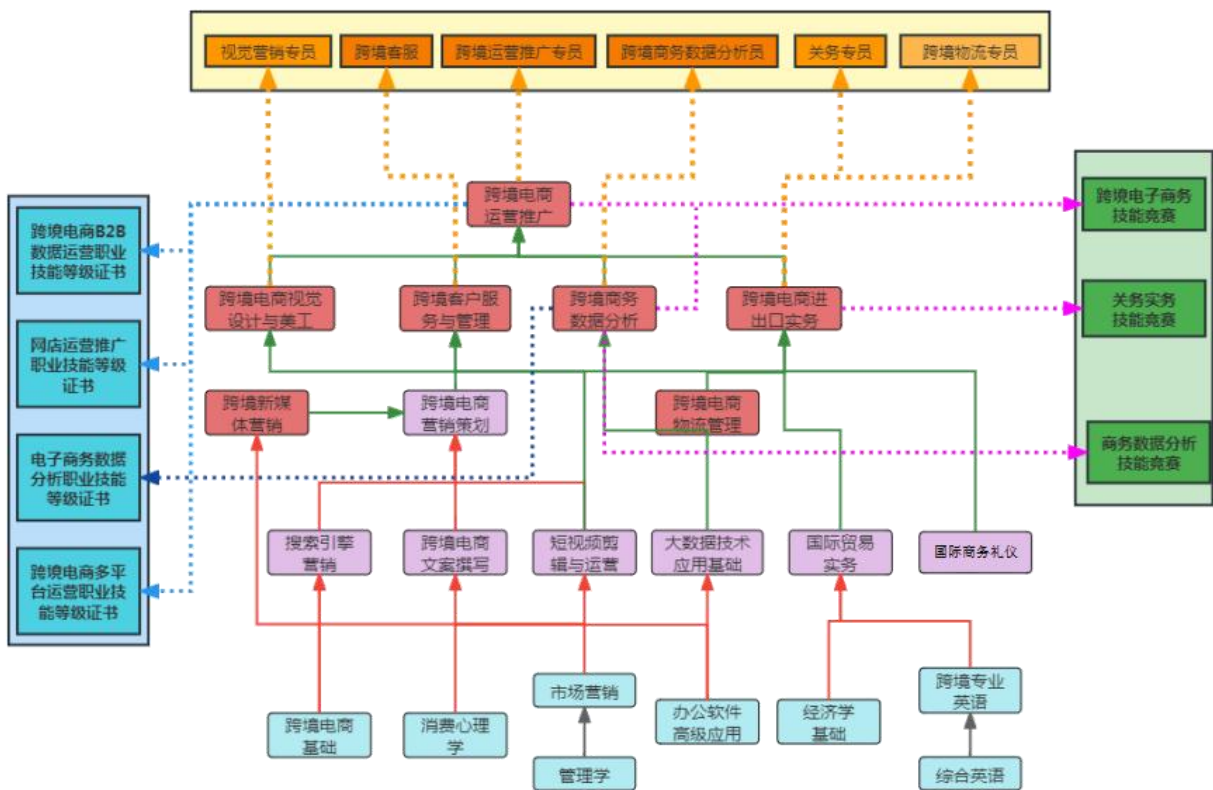 视觉营销专员
跨境客服
跨境运营推广专员
跨境商务数据分析员
关务专员
跨境物流专员
跨境电商
运营推广
跨境电子商务
技能竞赛
跨境电商B2B
数据运营职业
技能等级证书
跨境电商视觉
设计与美工
跨境客户服
务与管理
跨境商务
数据分析
跨境电商进
出口实务
关务实务
技能竞赛
网店运营推广
职业技能等级
证书
跨境新媒
体营销
跨境电商
营销策划
跨境电商
物流管理
商务数据分析
技能竞赛
电子商务数据
分析职业技能
等级证书
搜索引擎
营销
跨境电商
文案撰写
短视频剪
辑与运营
大数据技术
应用基础
国际贸易
实务
国际商务礼仪
跨境电商多平
台运营职业技
能等级证书
市场营销
跨境专业
英语
跨境电商
基础
消费心理
学
办公软件
高级应用
经济学
基础
管理学
综合英语